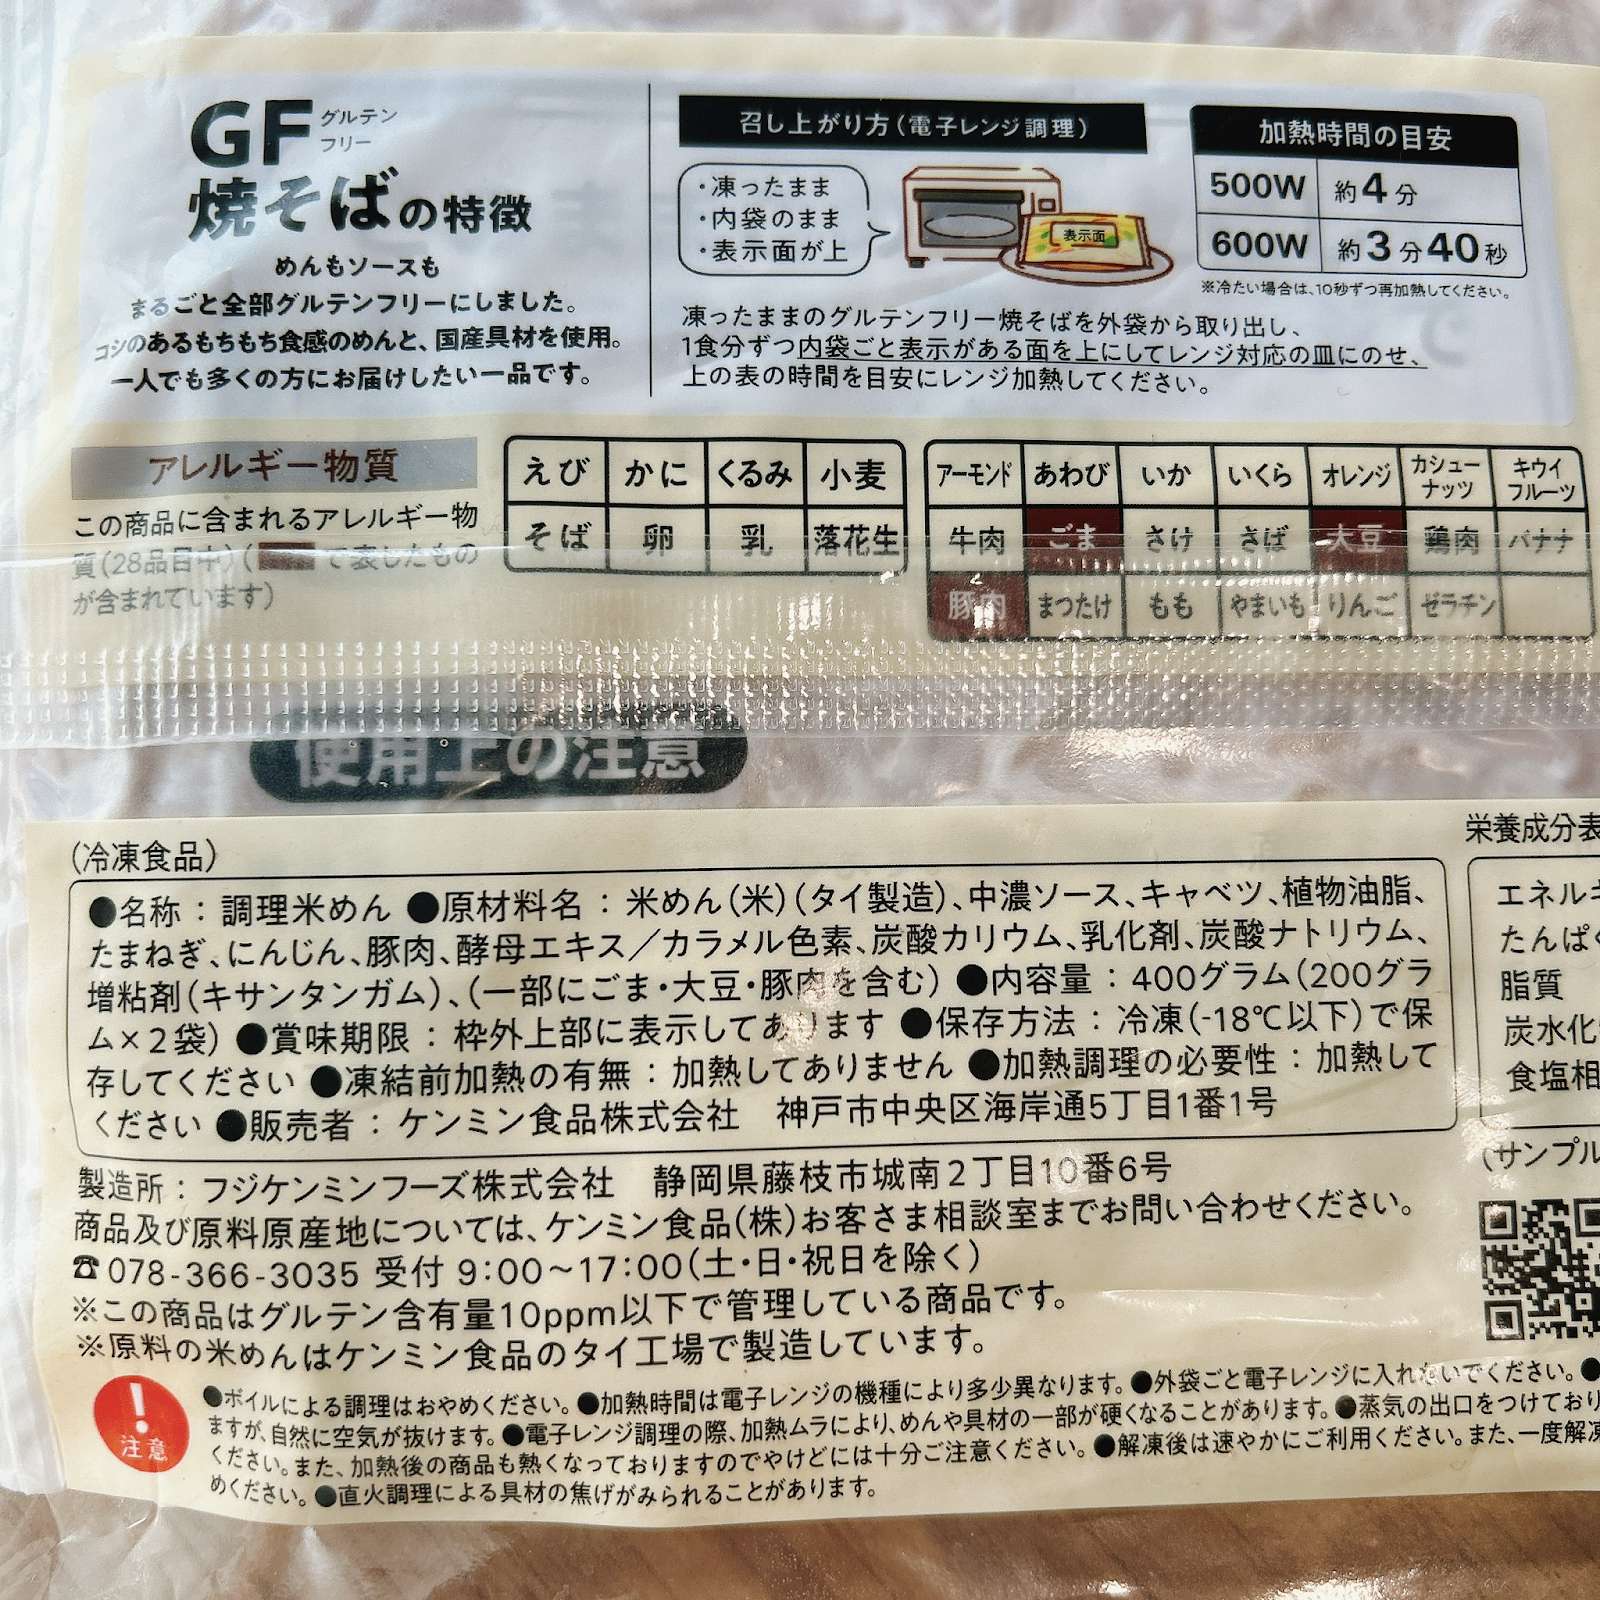 GF グルテン
フリー
焼そばの特徴
めんもソースも
まるごと全部グルテンフリーにしました。
コシのあるもちもち食感のめんと、国産具材を使用。
一人でも多くの方にお届けしたい一品です。
召し上がり方(電子レンジ調理)
・凍ったまま
・内袋のまま
・表示面が上
表示面
加熱時間の目安
500W 約4分
600W 約3分40秒
※冷たい場合は、10秒ずつ再加熱してください。
凍ったままのグルテンフリー焼そばを外袋から取り出し、
1食分ずつ内袋ごと表示がある面を上にしてレンジ対応の皿にのせ、
上の表の時間を目安にレンジ加熱してください。
アレルギー物質
この商品に含まれるアレルギー物
質(28品目中)( で表したもの
が含まれています)
えび かに くるみ 小麦
そば 卵 乳 落花生
アーモンド あわび いか いくら オレンジ カシューナッツ キウイフルーツ
牛肉 ごま さけ さば 大豆 鶏肉 バナナ
豚肉 まつたけ もも やまいも りんご ゼラチン
使用上の注意
(冷凍食品)
●名称:調理米めん ●原材料名:米めん(米)(タイ製造)、中濃ソース、キャベツ、植物油脂、
たまねぎ、にんじん、豚肉、酵母エキス/カラメル色素、炭酸カリウム、乳化剤、炭酸ナトリウム、
増粘剤(キサンタンガム)、(一部にごま・大豆・豚肉を含む) ●内容量:400グラム(200グラ
ム×2袋) ●賞味期限:枠外上部に表示してあります ●保存方法:冷凍(-18℃以下)で保
存してください ●凍結前加熱の有無:加熱してありません ●加熱調理の必要性:加熱して
ください ●販売者:ケンミン食品株式会社 神戸市中央区海岸通5丁目1番1号
製造所:フジケンミンフーズ株式会社 静岡県藤枝市城南2丁目10番6号
商品及び原料原産地については、ケンミン食品(株)お客さま相談室までお問い合わせください。
☎078-366-3035 受付 9:00~17:00(土・日・祝日を除く)
※この商品はグルテン含有量10ppm以下で管理している商品です。
※原料の米めんはケンミン食品のタイ工場で製造しています。
栄養成分表
エネルギ
たんぱく
脂質
炭水化
食塩相
(サンプル
! 注意
●ボイルによる調理はおやめください。●加熱時間は電子レンジの機種により多少異なります。●外袋ごと電子レンジに入れないでください。●
ますが、自然に空気が抜けます。●電子レンジ調理の際、加熱ムラにより、めんや具材の一部が硬くなることがあります。●蒸気の出口をつけており
ください。また、加熱後の商品も熱くなっておりますのでやけどには十分ご注意ください。●解凍後は速やかにご利用ください。また、一度解凍
めください。●直火調理による具材の焦げがみられることがあります。